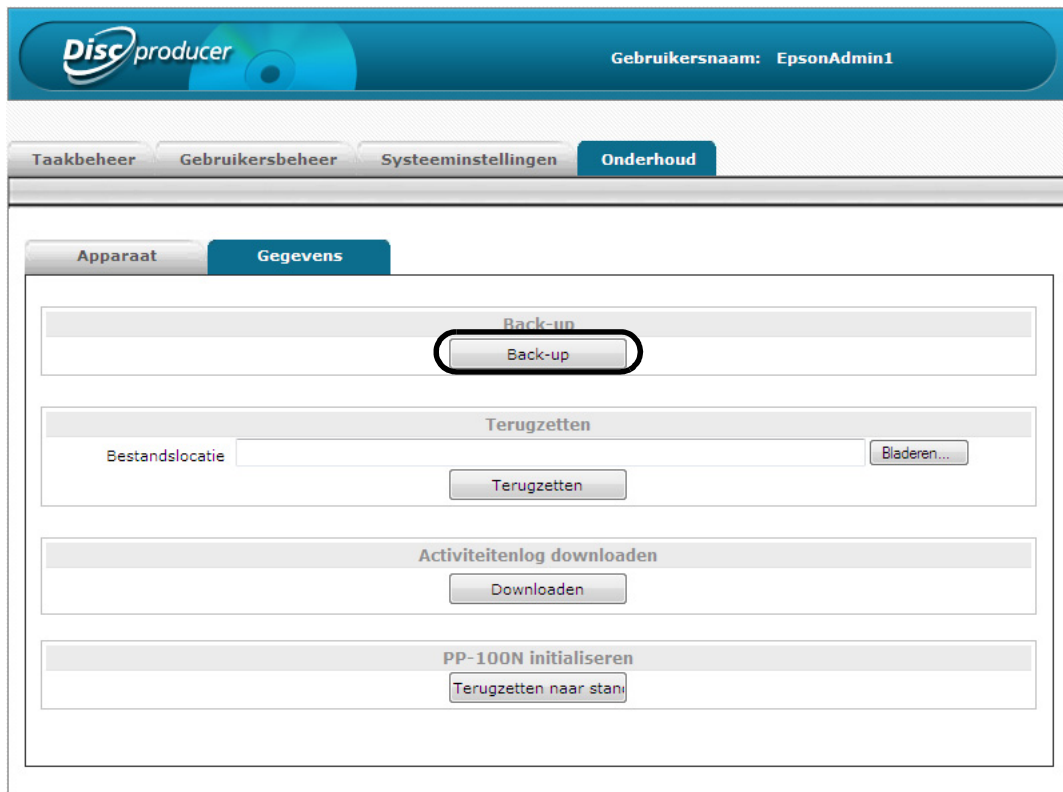 Disc producer
Gebruikersnaam: EpsonAdmin1
Taakbeheer Gebruikersbeheer Systeeminstellingen Onderhoud
Apparaat Gegevens
Back-up
Back-up
Terugzetten
Bestandslocatie Bladeren...
Terugzetten
Activiteitenlog downloaden
Downloaden
PP-100N initialiseren
Terugzetten naar stan